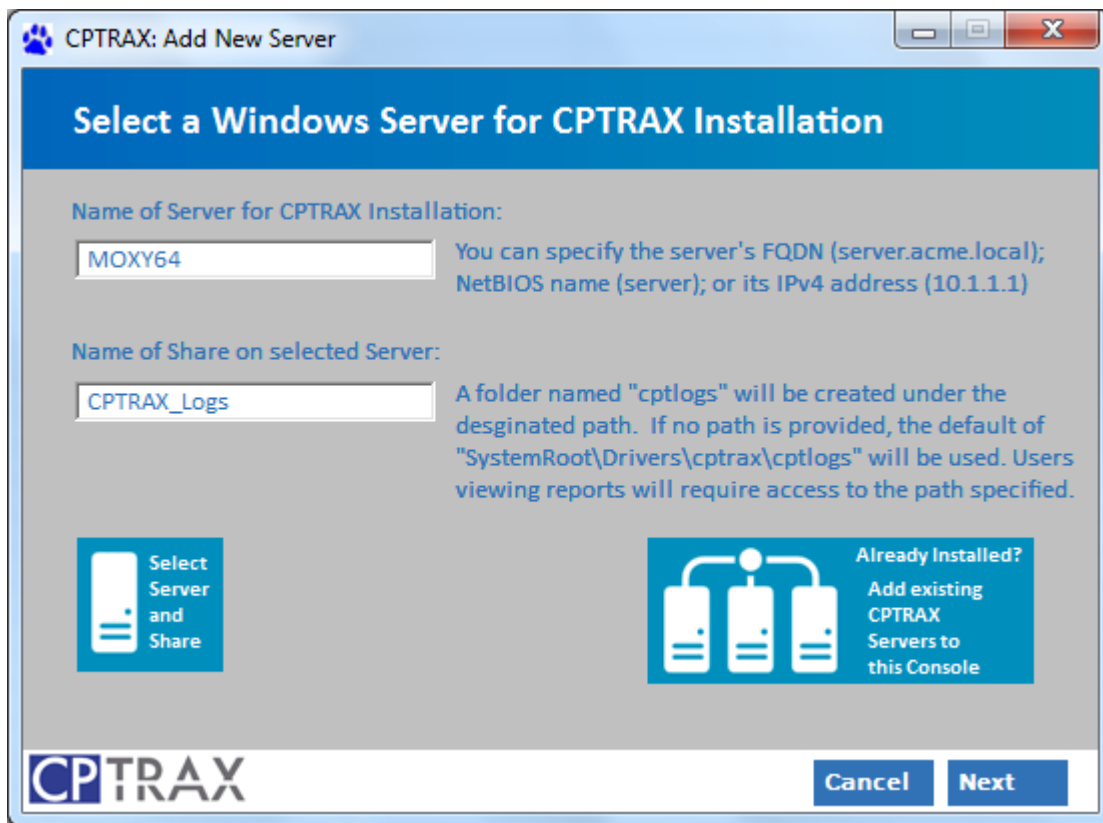 CPTRAX: Add New Server
Select a Windows Server for CPTRAX Installation
Name of Server for CPTRAX Installation:
MOXY64
You can specify the server's FQDN (server.acme.local);
NetBIOS name (server); or its IPv4 address (10.1.1.1)
Name of Share on selected Server:
CPTRAX_Logs
A folder named "cptlogs" will be created under the
desginated path.  If no path is provided, the default of
"SystemRoot\Drivers\cptrax\cptlogs" will be used. Users
viewing reports will require access to the path specified.
Select
Server
and
Share
Already Installed?
Add existing
CPTRAX
Servers to
this Console
CPTRAX
Cancel
Next